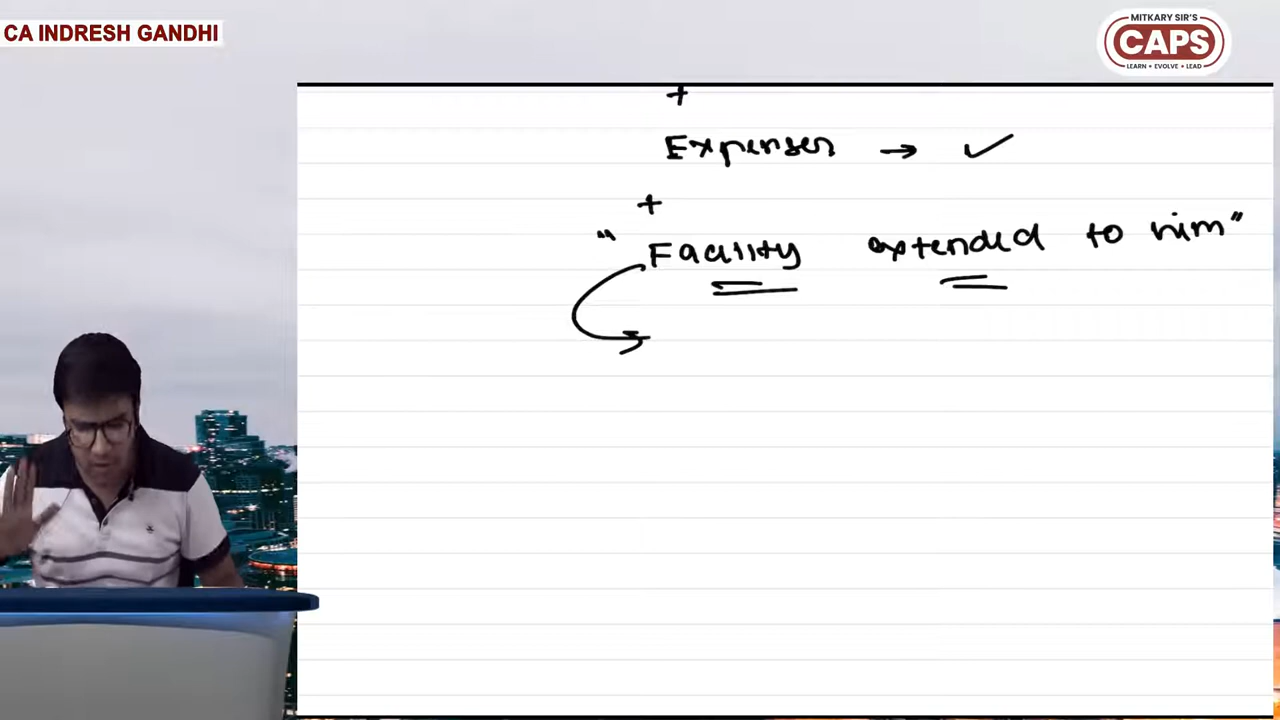 CA INDRESH GANDHI
MITKARY SIR'S
CAPS
LEARN • EVOLVE • LEAD
+
Expenses → ✓
+
" Facility extended to him "